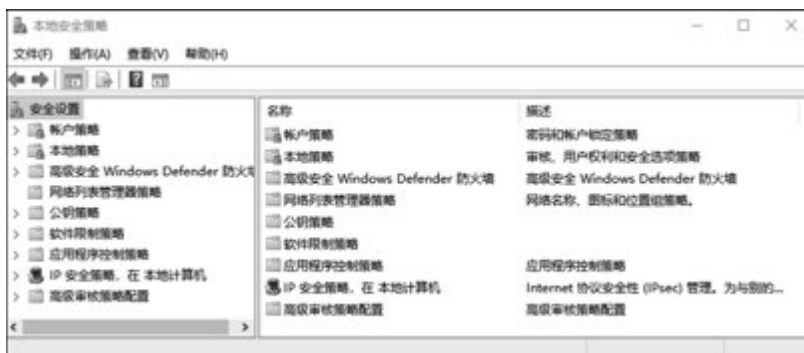 本地安全策略
文件(F) 操作(A) 查看(V) 帮助(H)
安全设置
帐户策略
本地策略
高级安全 Windows Defender 防火墙
网络列表管理器策略
公钥策略
软件限制策略
应用程序控制策略
IP 安全策略，在 本地计算机
高级审核策略配置
名称 描述
帐户策略 密码和帐户锁定策略
本地策略 审核、用户权利和安全选项策略
高级安全 Windows Defender 防火墙 高级安全 Windows Defender 防火墙
网络列表管理器策略 网络名称、图标和位置组策略。
公钥策略
软件限制策略
应用程序控制策略 应用程序控制策略
IP 安全策略，在 本地计算机 Internet 协议安全性 (IPsec) 管理。为与别的...
高级审核策略配置 高级审核策略配置